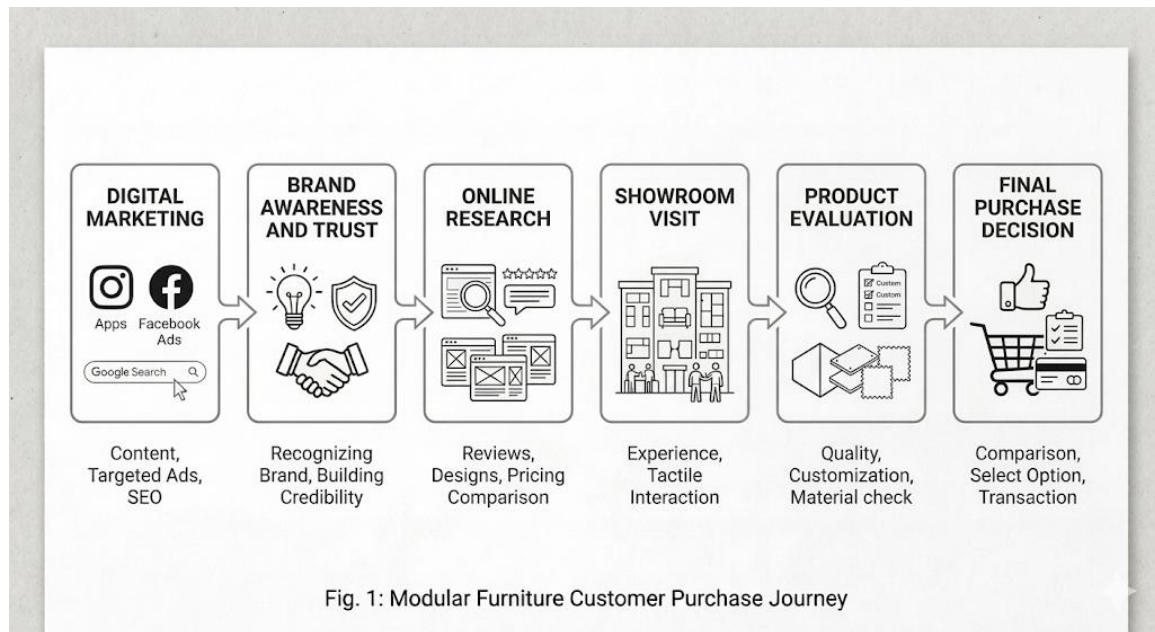 DIGITAL
MARKETING
Apps
Facebook
Ads
Google Search
Content,
Targeted Ads,
SEO
BRAND
AWARENESS
AND TRUST
Recognizing
Brand, Building
Credibility
ONLINE
RESEARCH
Reviews,
Designs, Pricing
Comparison
SHOWROOM
VISIT
Experience,
Tactile
Interaction
PRODUCT
EVALUATION
Custem
Custom
Quality,
Customization,
Material check
FINAL
PURCHASE
DECISION
Comparison,
Select Option,
Transaction
Fig. 1: Modular Furniture Customer Purchase Journey